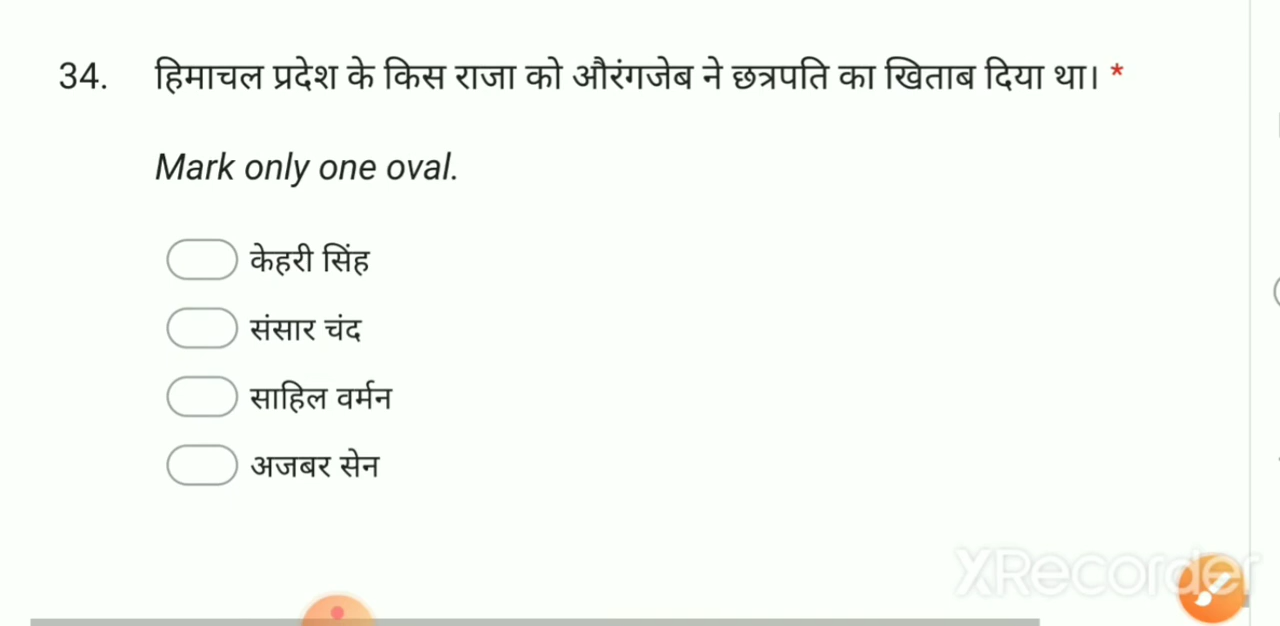 34. हिमाचल प्रदेश के किस राजा को औरंगजेब ने छत्रपति का खिताब दिया था। *
Mark only one oval.
केहरी सिंह
संसार चंद
साहिल वर्मन
अजबर सेन
XRecorder